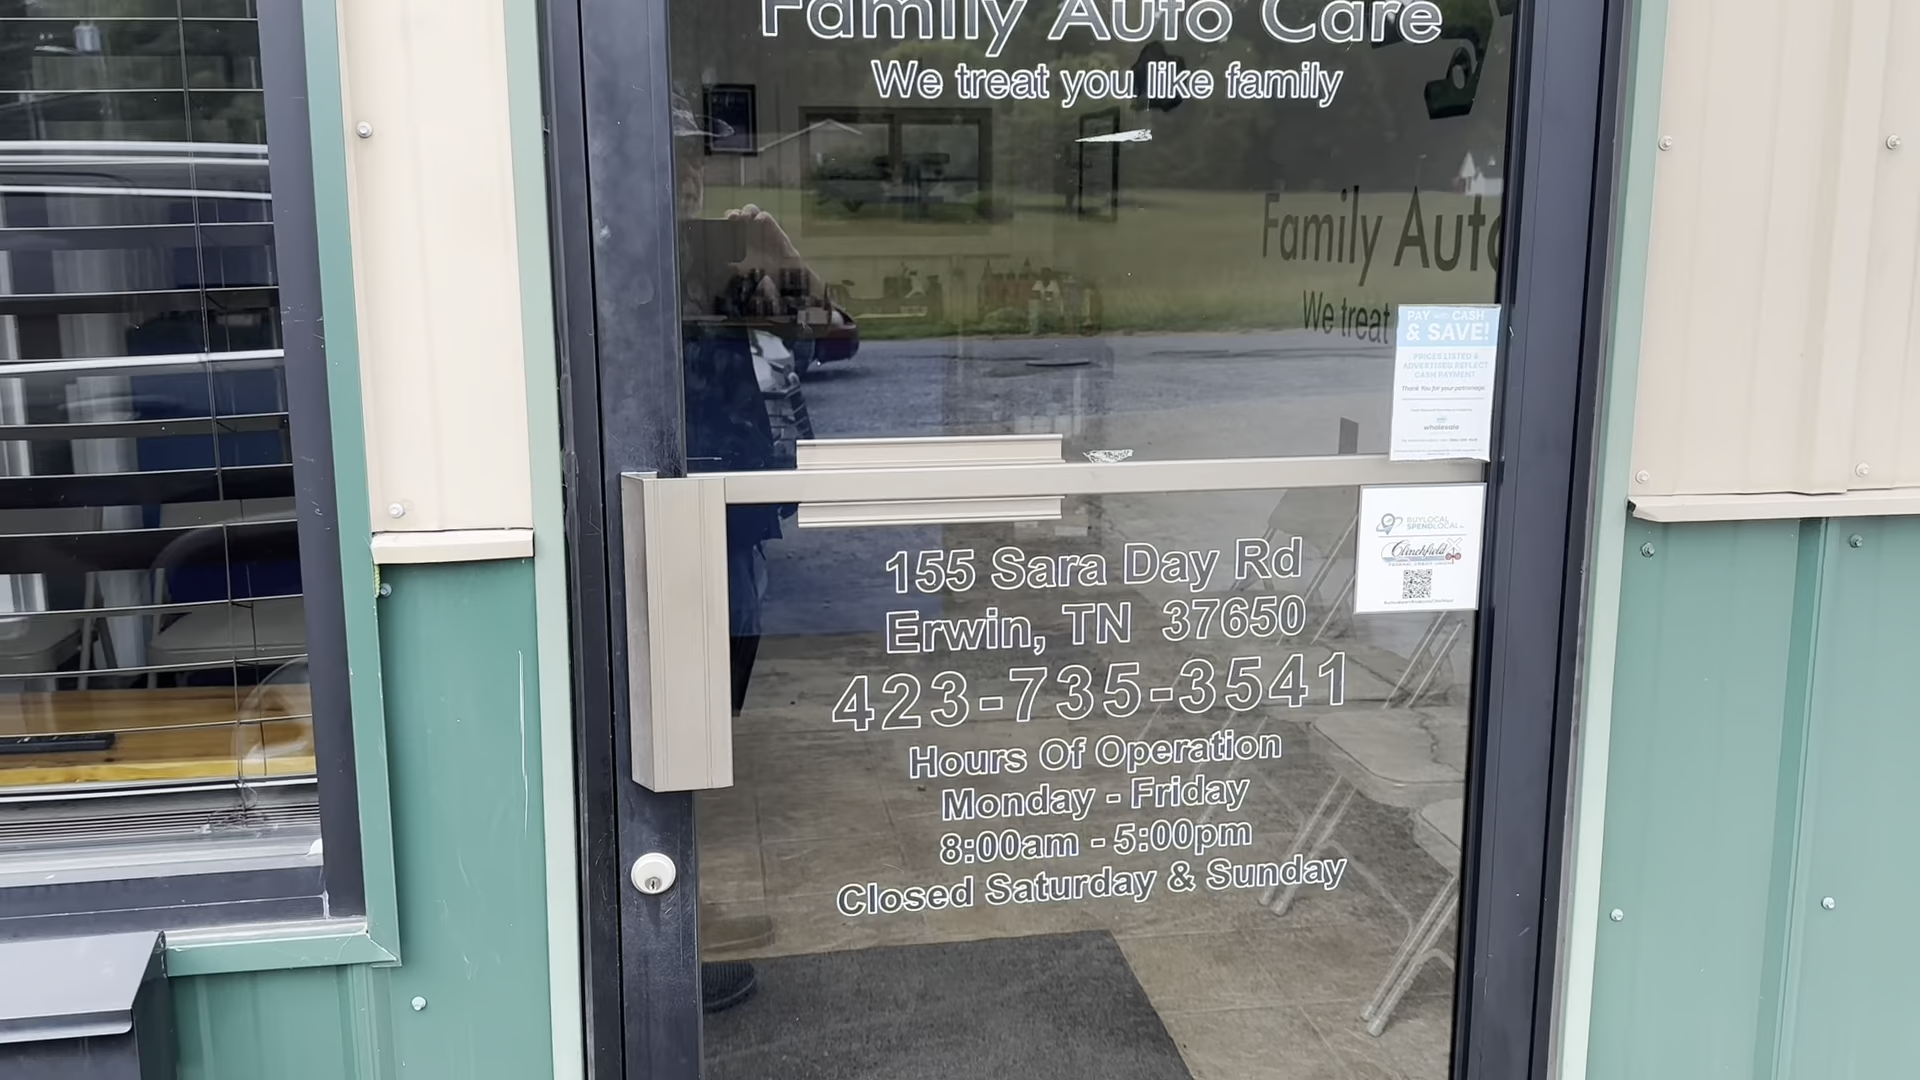 Family Auto Care
We treat you like family
Family Auto
We treat
PAY with CASH
& SAVE!
PRICES LISTED &
ADVERTISED REFLECT
CASH PAYMENT
Thank You for your patronage
wholesale
BUYLOCAL
SPENDLOCAL
Clinchfield
FEDERAL CREDIT UNION
155 Sara Day Rd
Erwin, TN 37650
423-735-3541
Hours Of Operation
Monday - Friday
8:00am - 5:00pm
Closed Saturday & Sunday